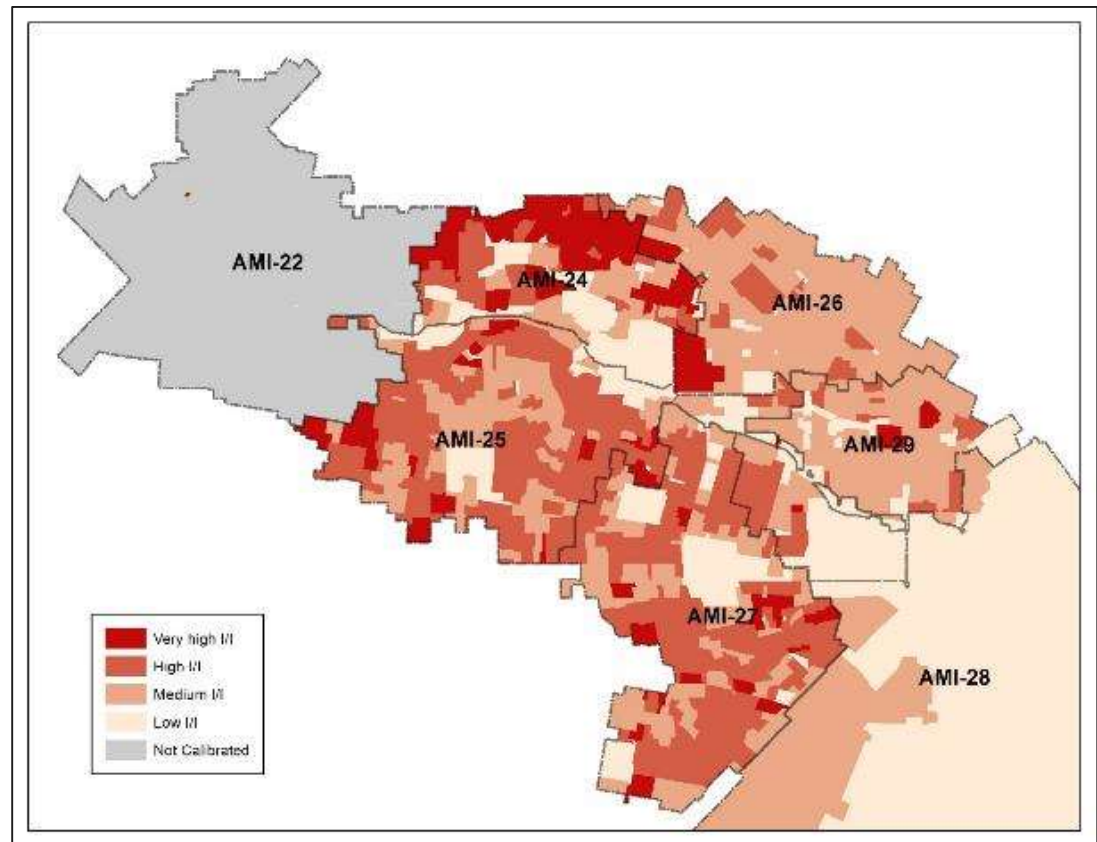 AMI-22
AMI-24
AMI-26
AMI-25
AMI-29
AMI-27
AMI-28
Very high I/I
High I/I
Medium I/I
Low I/I
Not Calibrated